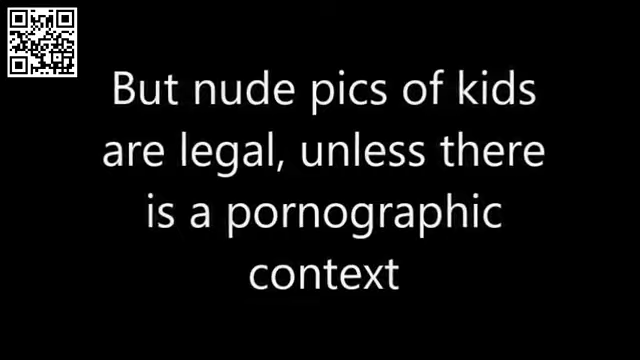 But nude pics of kids
are legal, unless there
is a pornographic
context